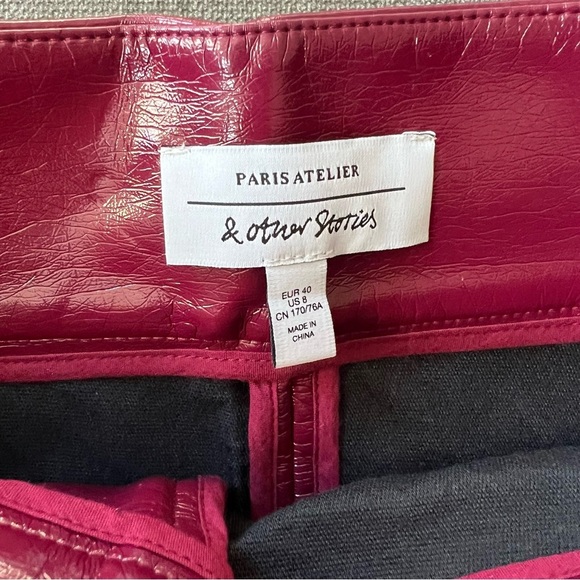 PARIS ATELIER
& other Stories
EUR 40
US 8
CN 170/76A
MADE IN
CHINA